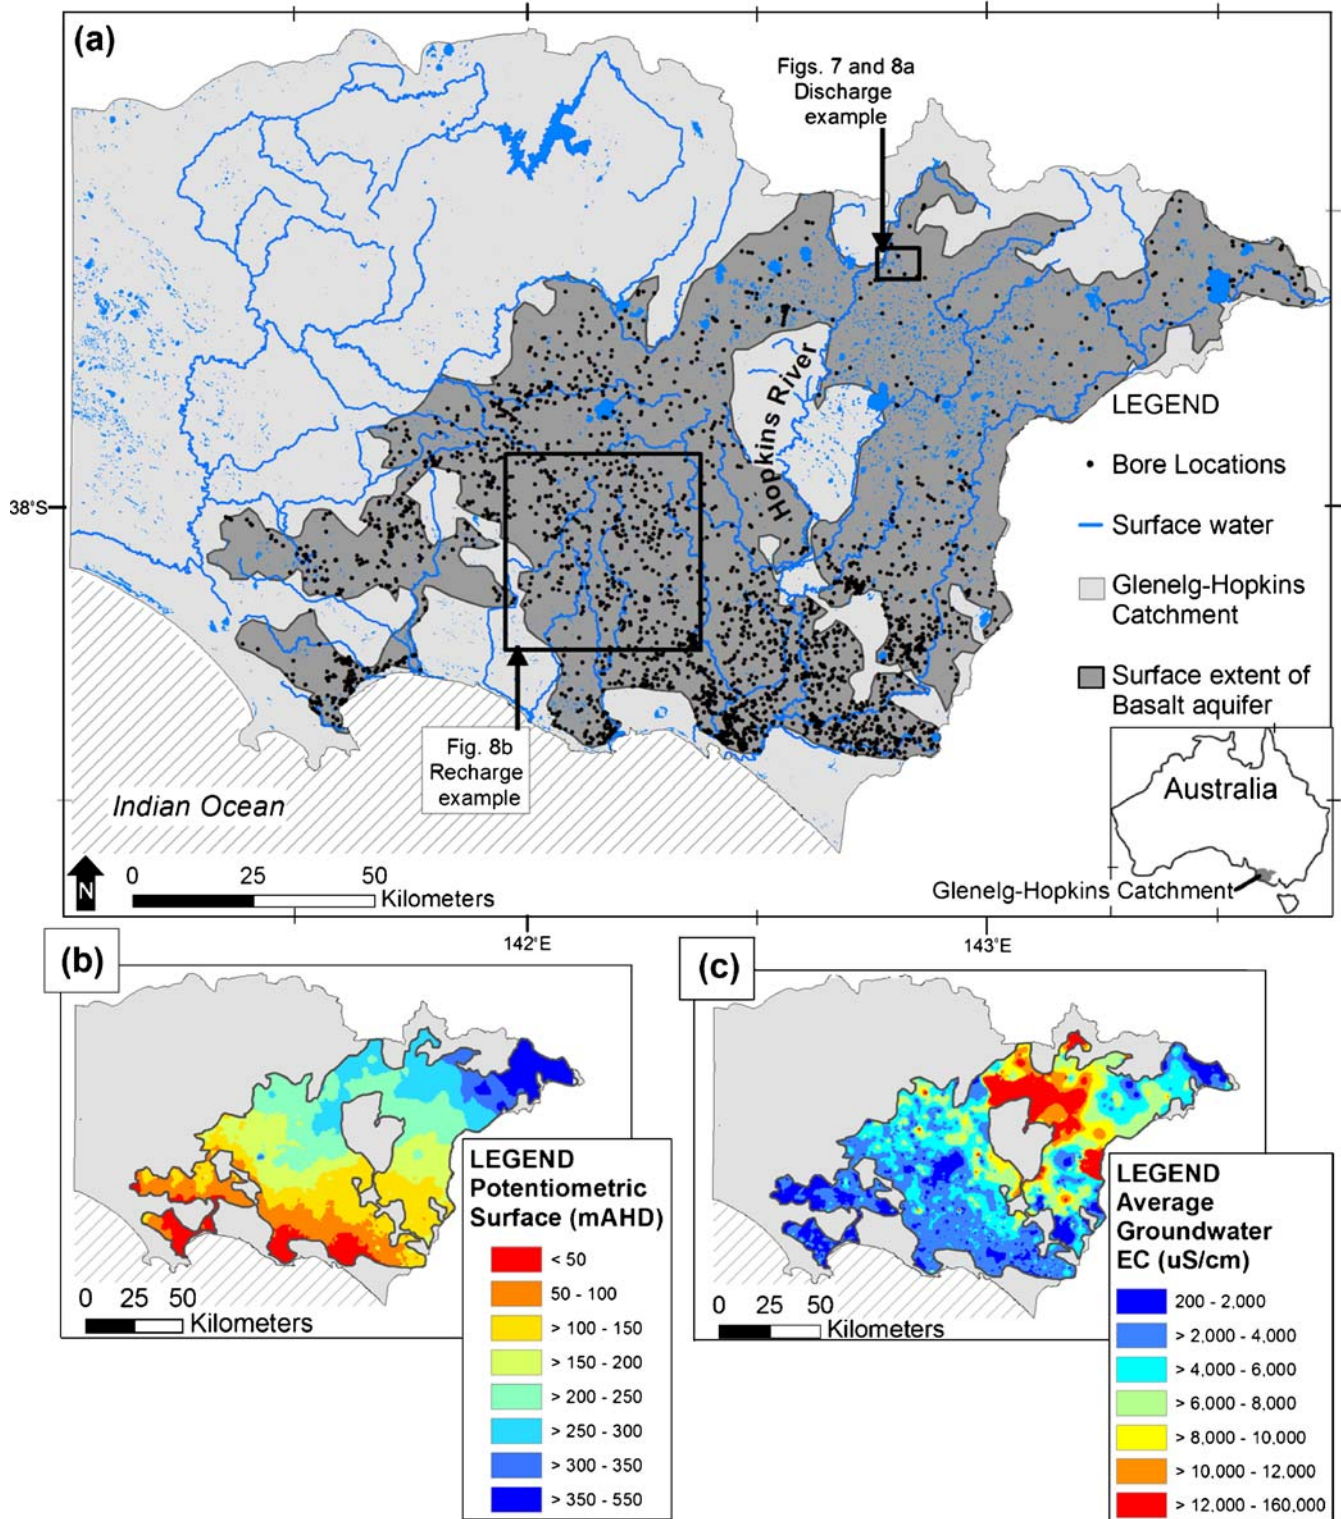 (a)
Figs. 7 and 8a
Discharge
example
Hopkins River
LEGEND
Bore Locations
Surface water
Glenelg-Hopkins
Catchment
Surface extent of
Basalt aquifer
38°S
Fig. 8b
Recharge
example
Indian Ocean
Australia
Glenelg-Hopkins Catchment
N
0 25 50
Kilometers
142°E
143°E
(b)
LEGEND
Potentiometric
Surface (mAHD)
< 50
50 - 100
> 100 - 150
> 150 - 200
> 200 - 250
> 250 - 300
> 300 - 350
> 350 - 550
0 25 50
Kilometers
(c)
LEGEND
Average
Groundwater
EC (uS/cm)
200 - 2,000
> 2,000 - 4,000
> 4,000 - 6,000
> 6,000 - 8,000
> 8,000 - 10,000
> 10,000 - 12,000
> 12,000 - 160,000
0 25 50
Kilometers